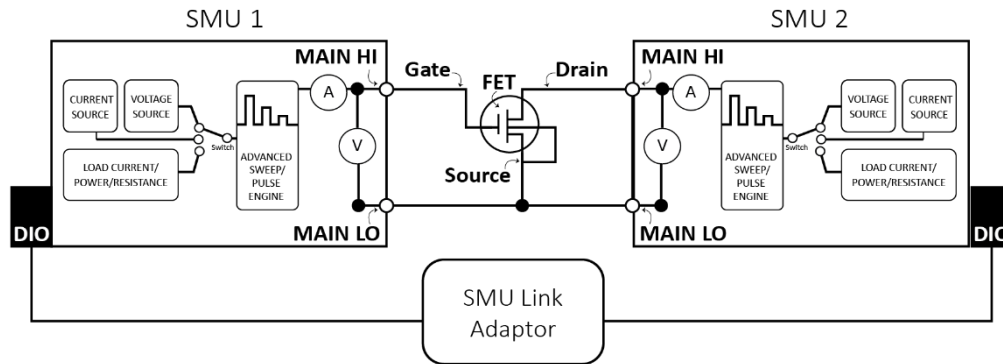 SMU 1
SMU 2
MAIN HI
Gate
FET
Drain
MAIN HI
CURRENT
SOURCE
VOLTAGE
SOURCE
Switch
LOAD CURRENT/
POWER/RESISTANCE
ADVANCED
SWEEP/
PULSE
ENGINE
A
V
Source
V
A
ADVANCED
SWEEP/
PULSE
ENGINE
Switch
VOLTAGE
SOURCE
CURRENT
SOURCE
LOAD CURRENT/
POWER/RESISTANCE
DIO
MAIN LO
MAIN LO
DIO
SMU Link
Adaptor